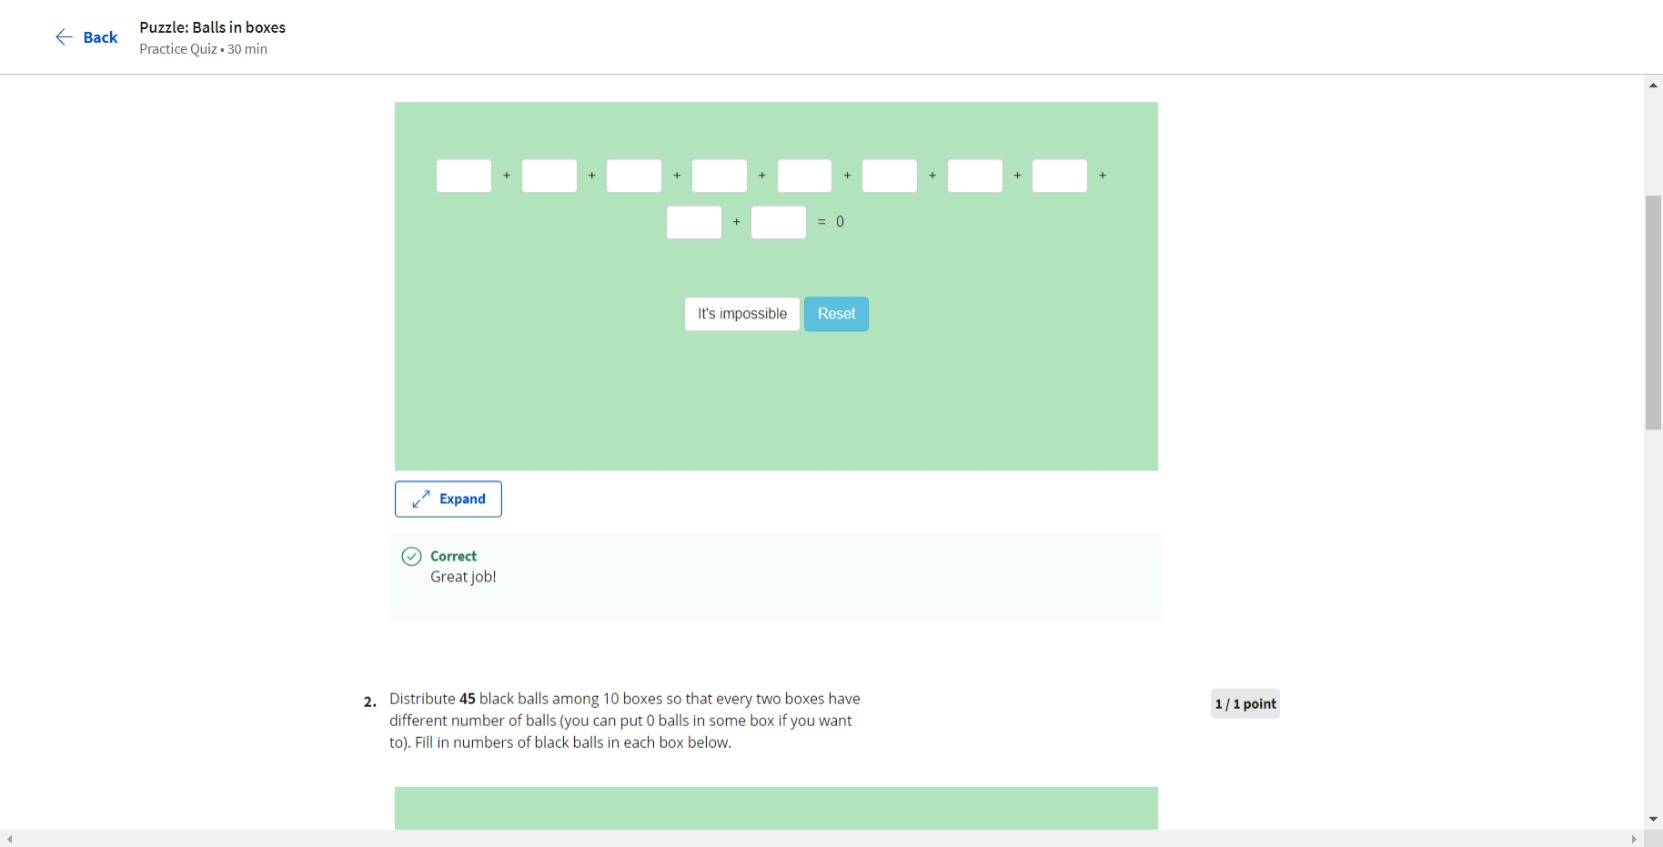 Back
Puzzle: Balls in boxes
Practice Quiz • 30 min
+ + + + + + + +
+ = 0
It's impossible Reset
Expand
Correct
Great job!
2. Distribute 45 black balls among 10 boxes so that every two boxes have
different number of balls (you can put 0 balls in some box if you want
to). Fill in numbers of black balls in each box below.
1 / 1 point